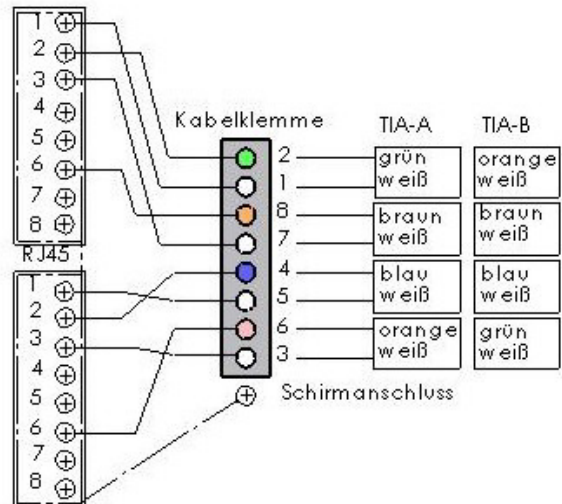 1
2
3
4
5
6
7
8
RJ45
1
2
3
4
5
6
7
8
Kabelklemme
2
1
8
7
4
5
6
3
Schirmanschluss
TIA-A
grün
weiß
braun
weiß
blau
weiß
orange
weiß
TIA-B
orange
weiß
braun
weiß
blau
weiß
grün
weiß